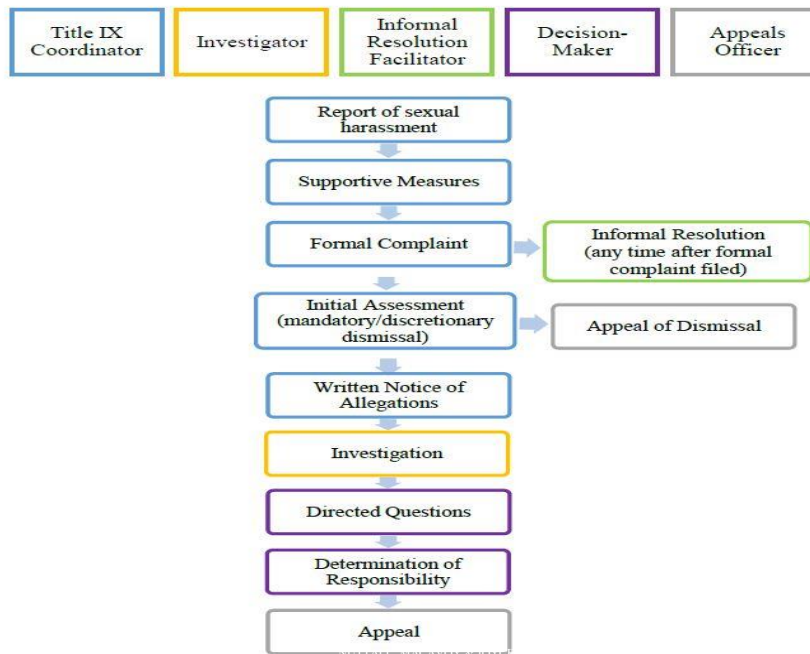 Title IX
Coordinator
Investigator
Informal
Resolution
Facilitator
Decision-
Maker
Appeals
Officer
Report of sexual
harassment
Supportive Measures
Formal Complaint
Informal Resolution
(any time after formal
complaint filed)
Initial Assessment
(mandatory/discretionary
dismissal)
Appeal of Dismissal
Written Notice of
Allegations
Investigation
Directed Questions
Determination of
Responsibility
Appeal